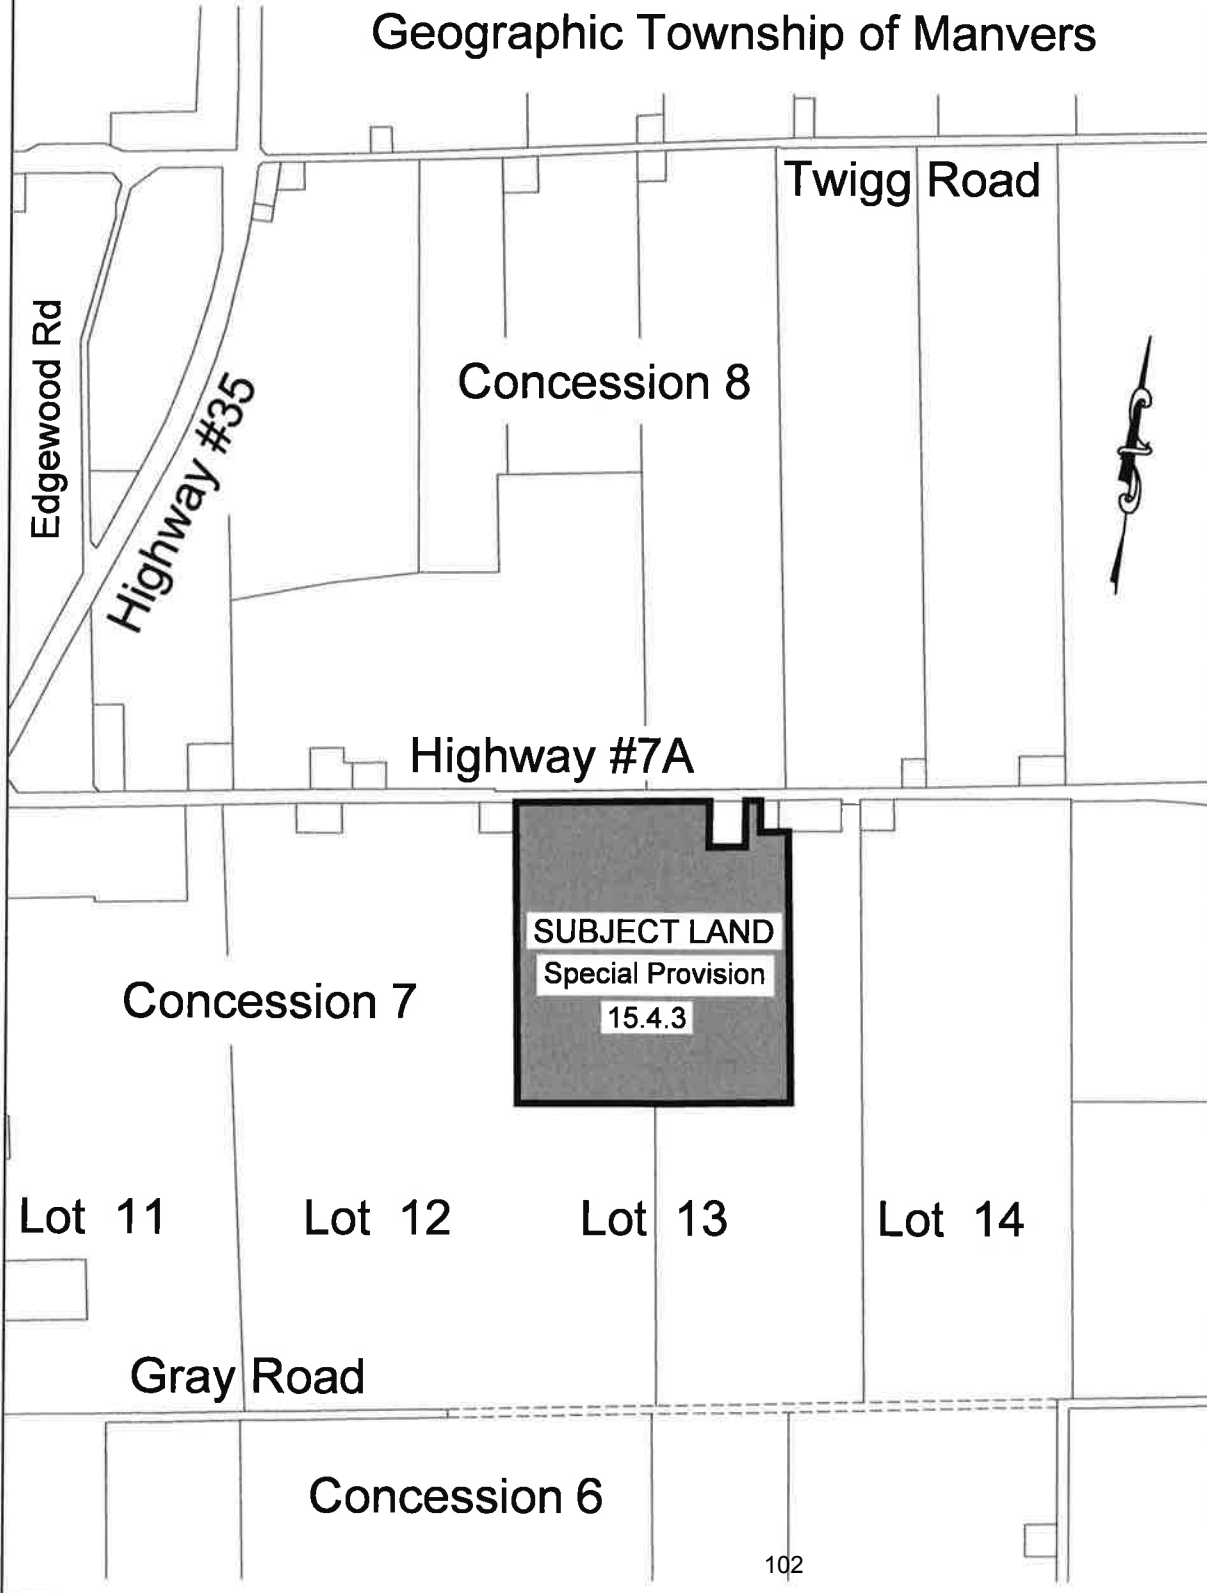 Geographic Township of Manvers
Twigg Road
Edgewood Rd
Highway #35
Concession 8
Highway #7A
SUBJECT LAND
Special Provision
15.4.3
Concession 7
Lot 11
Lot 12
Lot 13
Lot 14
Gray Road
Concession 6
102